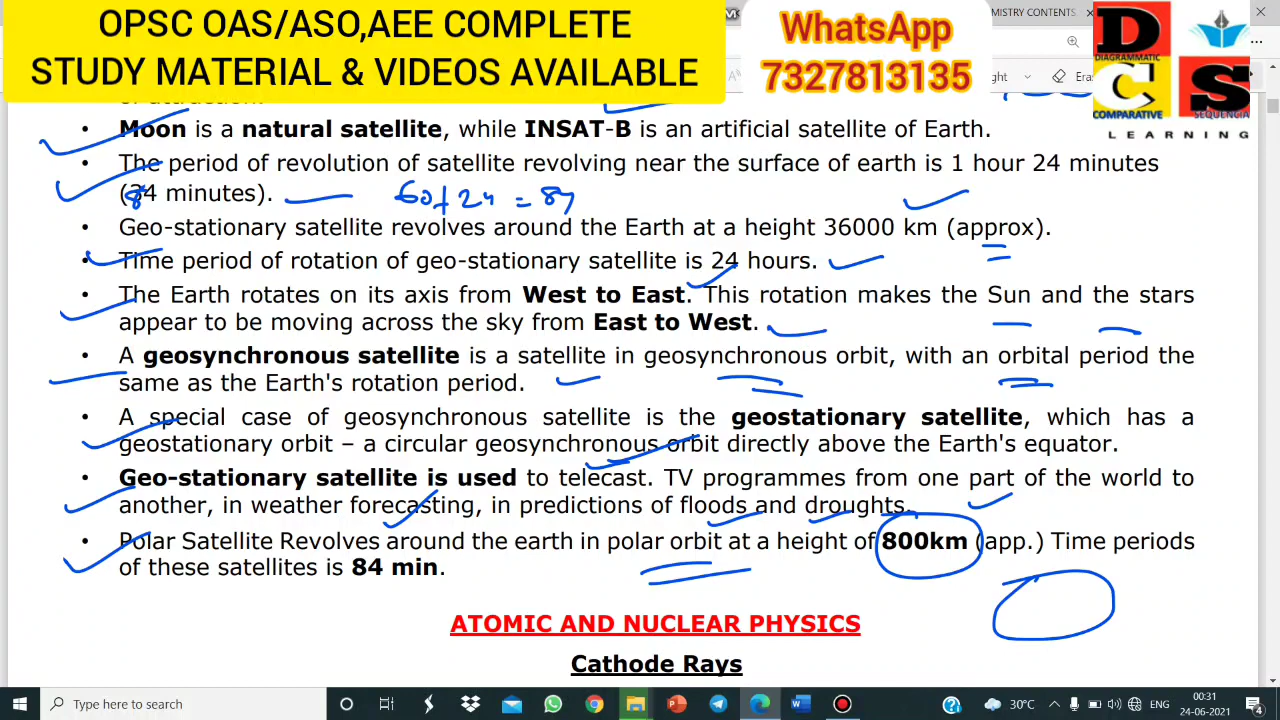 OPSC OAS/ASO,AEE COMPLETE
STUDY MATERIAL & VIDEOS AVAILABLE
WhatsApp
7327813135
MISTRY CONTENTS
D
DIAGRAMMATIC
C
COMPARATIVE
S
SEQUENCIA
LEARNING
• Moon is a natural satellite, while INSAT-B is an artificial satellite of Earth.
• The period of revolution of satellite revolving near the surface of earth is 1 hour 24 minutes
(84 minutes). 60+24 = 84
• Geo-stationary satellite revolves around the Earth at a height 36000 km (approx).
• Time period of rotation of geo-stationary satellite is 24 hours.
• The Earth rotates on its axis from West to East. This rotation makes the Sun and the stars
appear to be moving across the sky from East to West.
• A geosynchronous satellite is a satellite in geosynchronous orbit, with an orbital period the
same as the Earth's rotation period.
• A special case of geosynchronous satellite is the geostationary satellite, which has a
geostationary orbit – a circular geosynchronous orbit directly above the Earth's equator.
• Geo-stationary satellite is used to telecast. TV programmes from one part of the world to
another, in weather forecasting, in predictions of floods and droughts.
• Polar Satellite Revolves around the earth in polar orbit at a height of 800km (app.) Time periods
of these satellites is 84 min.
ATOMIC AND NUCLEAR PHYSICS
Cathode Rays
Type here to search
30°C
ENG
00:31
24-06-2021
4